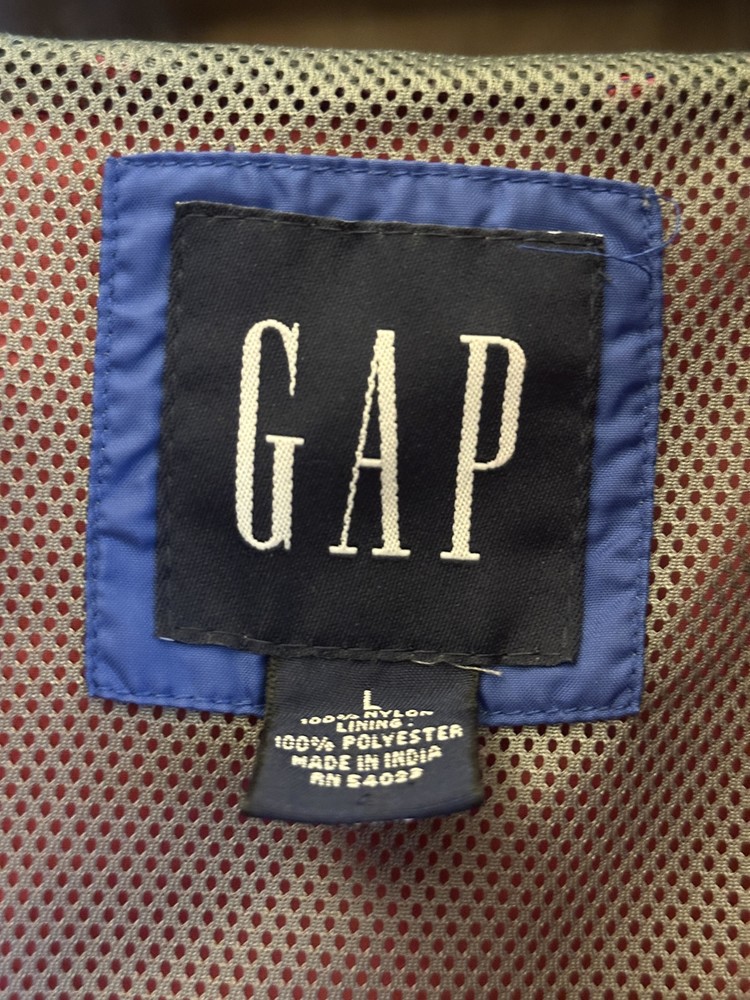 GAP
L
100% NYLON
LINING:
100% POLYESTER
MADE IN INDIA
RN 54023